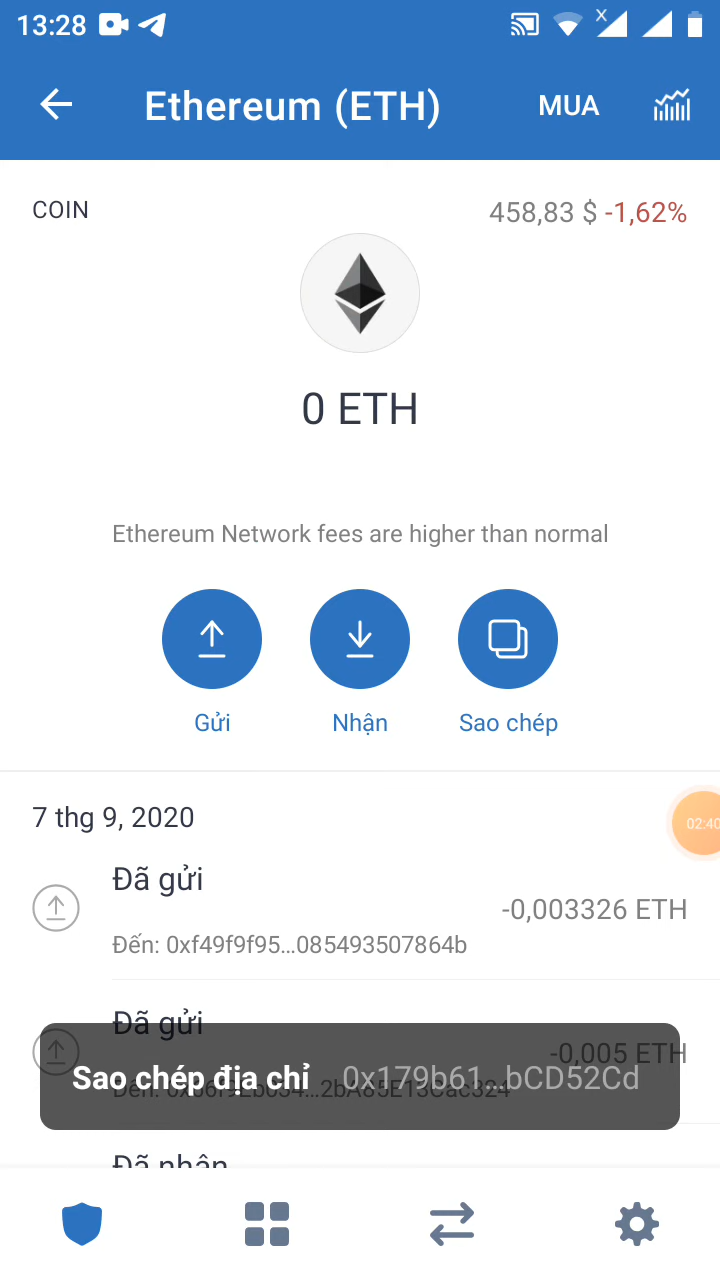 13:28
Ethereum (ETH) MUA
COIN 458,83 $ -1,62%
0 ETH
Ethereum Network fees are higher than normal
Gửi Nhận Sao chép
7 thg 9, 2020
02:40
Đã gửi
-0,003326 ETH
Đến: 0xf49f9f95...085493507864b
Đã gửi
-0,005 ETH
Sao chép địa chỉ 0x179b61...bCD52Cd
Đã nhận